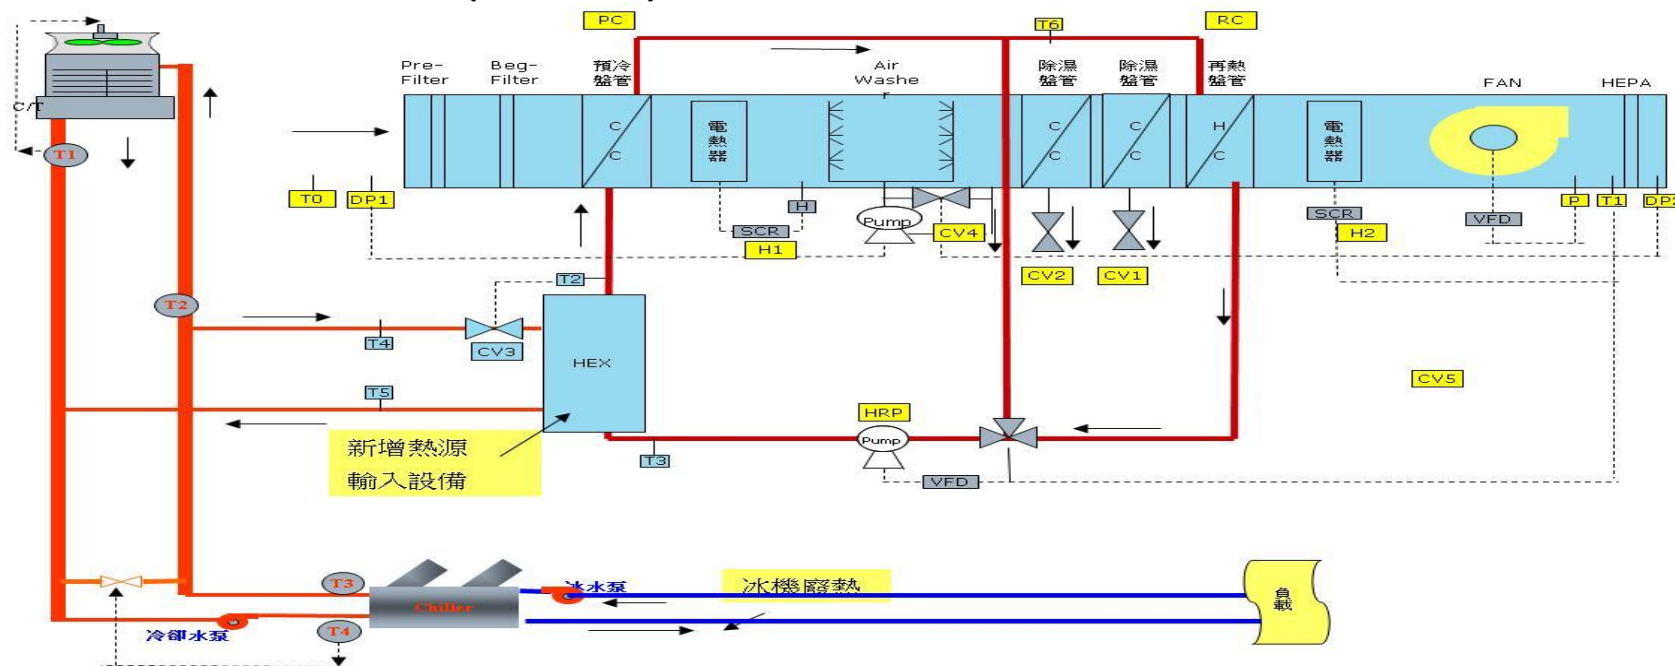 PC
T6
RC
Pre-
Filter
Beg-
Filter
預冷
盤管
Air
Washe
r
除濕
盤管
除濕
盤管
再熱
盤管
FAN
HEPA
C/T
C
C
電
熱
器
C
C
C
C
H
C
電
熱
器
T1
T0
DP1
H
SCR
H1
Pump
CV4
CV2
CV1
SCR
H2
VFD
P
T1
DP2
T2
T2
T4
CV3
HEX
T5
CV5
新增熱源
輸入設備
T3
HRP
Pump
VFD
T3
Chiller
冰水泵
冰機廢熱
負
載
冷卻水泵
T4